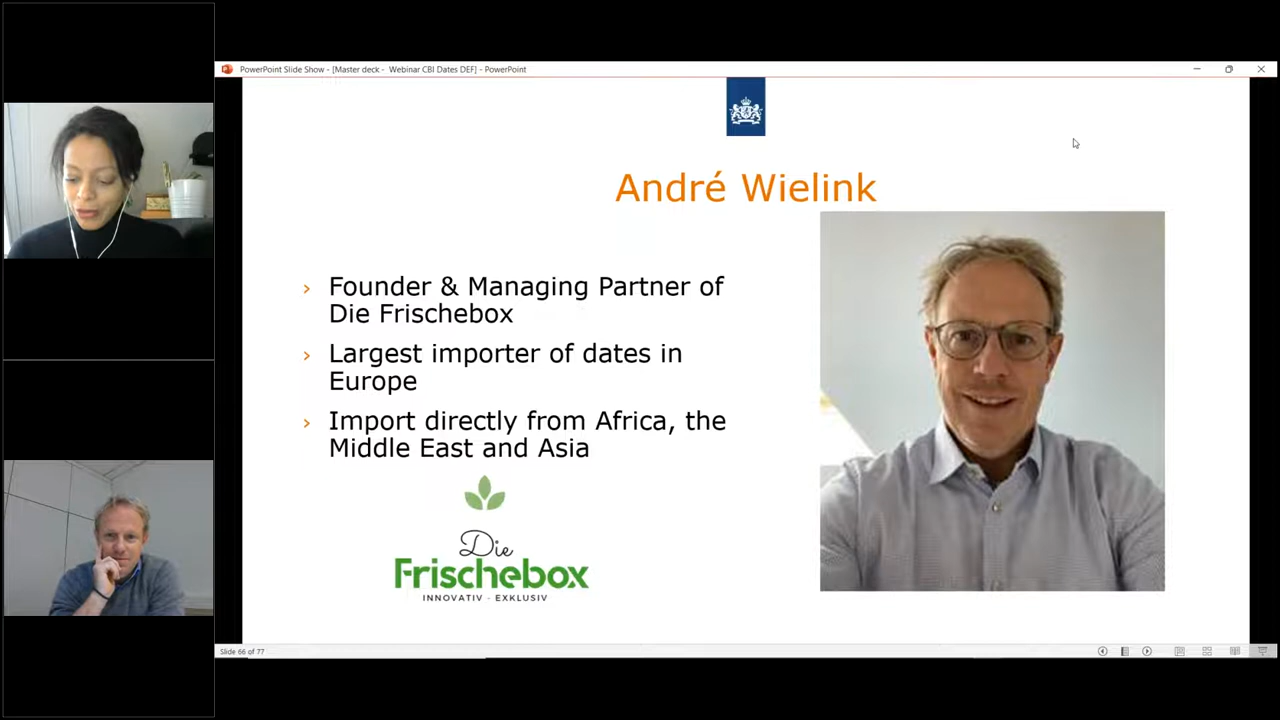 PowerPoint Slide Show - [Master deck - Webinar CBI Dates DEF] - PowerPoint
André Wielink
› Founder & Managing Partner of
Die Frischebox
› Largest importer of dates in
Europe
› Import directly from Africa, the
Middle East and Asia
Die
Frischebox
INNOVATIV · EXKLUSIV
Slide 66 of 77